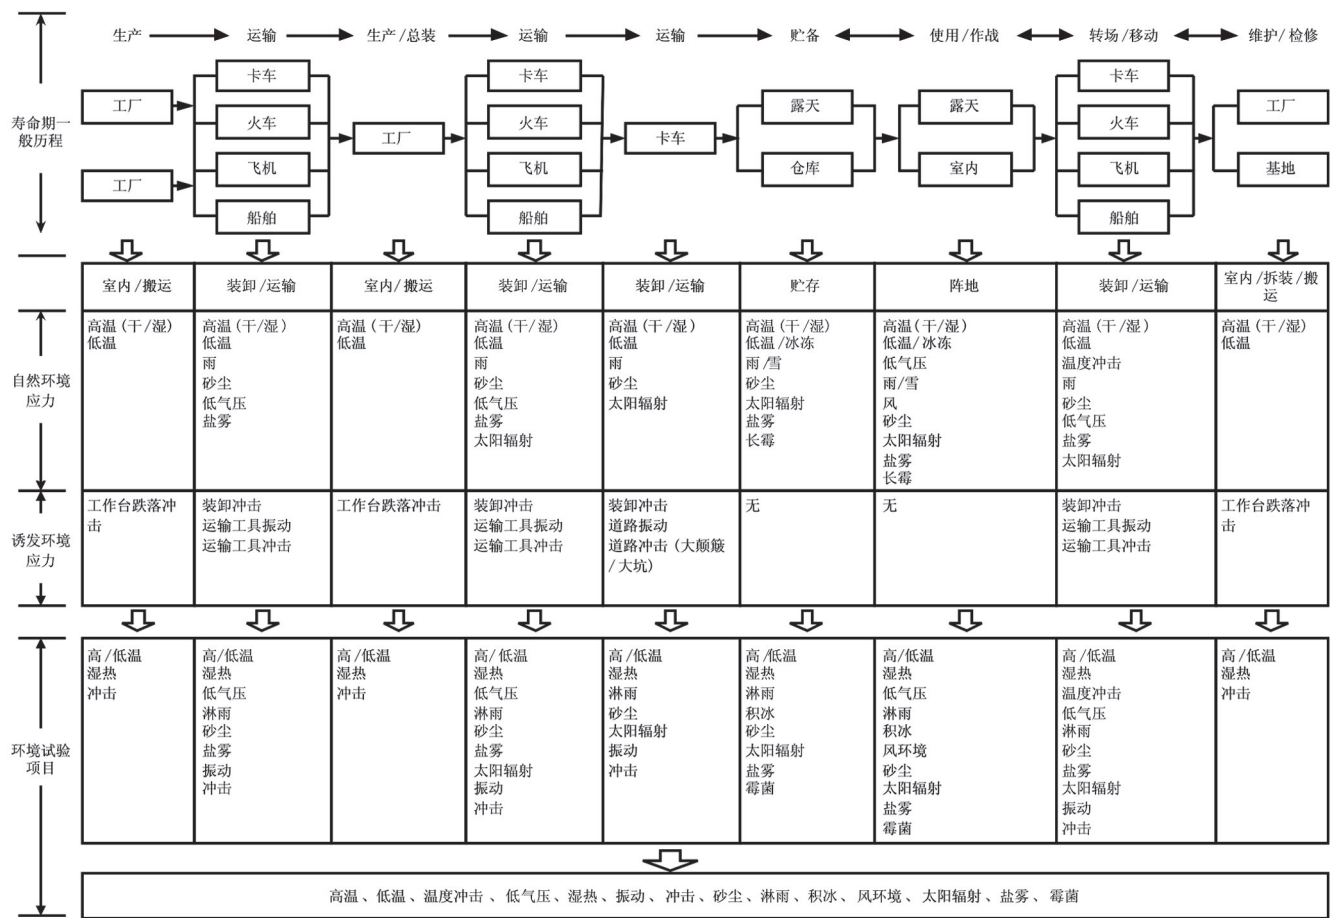 生产 运输 生产/总装 运输 运输 贮备 使用/作战 转场/移动 维护/检修
寿命期一
般历程
工厂
工厂
卡车
火车
飞机
船舶
工厂
卡车
火车
飞机
船舶
卡车
露天
仓库
露天
室内
卡车
火车
飞机
船舶
工厂
基地
室内/搬运
装卸/运输
室内/搬运
装卸/运输
装卸/运输
贮存
阵地
装卸/运输
室内/拆装/搬
运
自然环境
应力
高温(干/湿)
低温
高温(干/湿)
低温
雨
砂尘
低气压
盐雾
高温(干/湿)
低温
高温(干/湿)
低温
雨
砂尘
低气压
盐雾
太阳辐射
高温(干/湿)
低温
雨
砂尘
太阳辐射
高温(干/湿)
低温/冰冻
雨/雪
砂尘
太阳辐射
盐雾
长霉
高温(干/湿)
低温/冰冻
低气压
雨/雪
风
砂尘
太阳辐射
盐雾
长霉
高温(干/湿)
低温
温度冲击
雨
砂尘
低气压
盐雾
太阳辐射
高温(干/湿)
低温
诱发环境
应力
工作台跌落冲
击
装卸冲击
运输工具振动
运输工具冲击
工作台跌落冲击
装卸冲击
运输工具振动
运输工具冲击
装卸冲击
道路振动
道路冲击(大颠簸
/大坑)
无
无
装卸冲击
运输工具振动
运输工具冲击
工作台跌落冲
击
环境试验
项目
高/低温
湿热
冲击
高/低温
湿热
低气压
淋雨
砂尘
盐雾
振动
冲击
高/低温
湿热
冲击
高/低温
湿热
低气压
淋雨
砂尘
盐雾
太阳辐射
振动
冲击
高/低温
湿热
淋雨
砂尘
太阳辐射
振动
冲击
高/低温
湿热
淋雨
积冰
砂尘
太阳辐射
盐雾
霉菌
高/低温
湿热
低气压
淋雨
积冰
风环境
砂尘
太阳辐射
盐雾
霉菌
高/低温
湿热
温度冲击
低气压
淋雨
砂尘
盐雾
太阳辐射
振动
冲击
高/低温
湿热
冲击
高温、低温、温度冲击、低气压、湿热、振动、冲击、砂尘、淋雨、积冰、风环境、太阳辐射、盐雾、霉菌